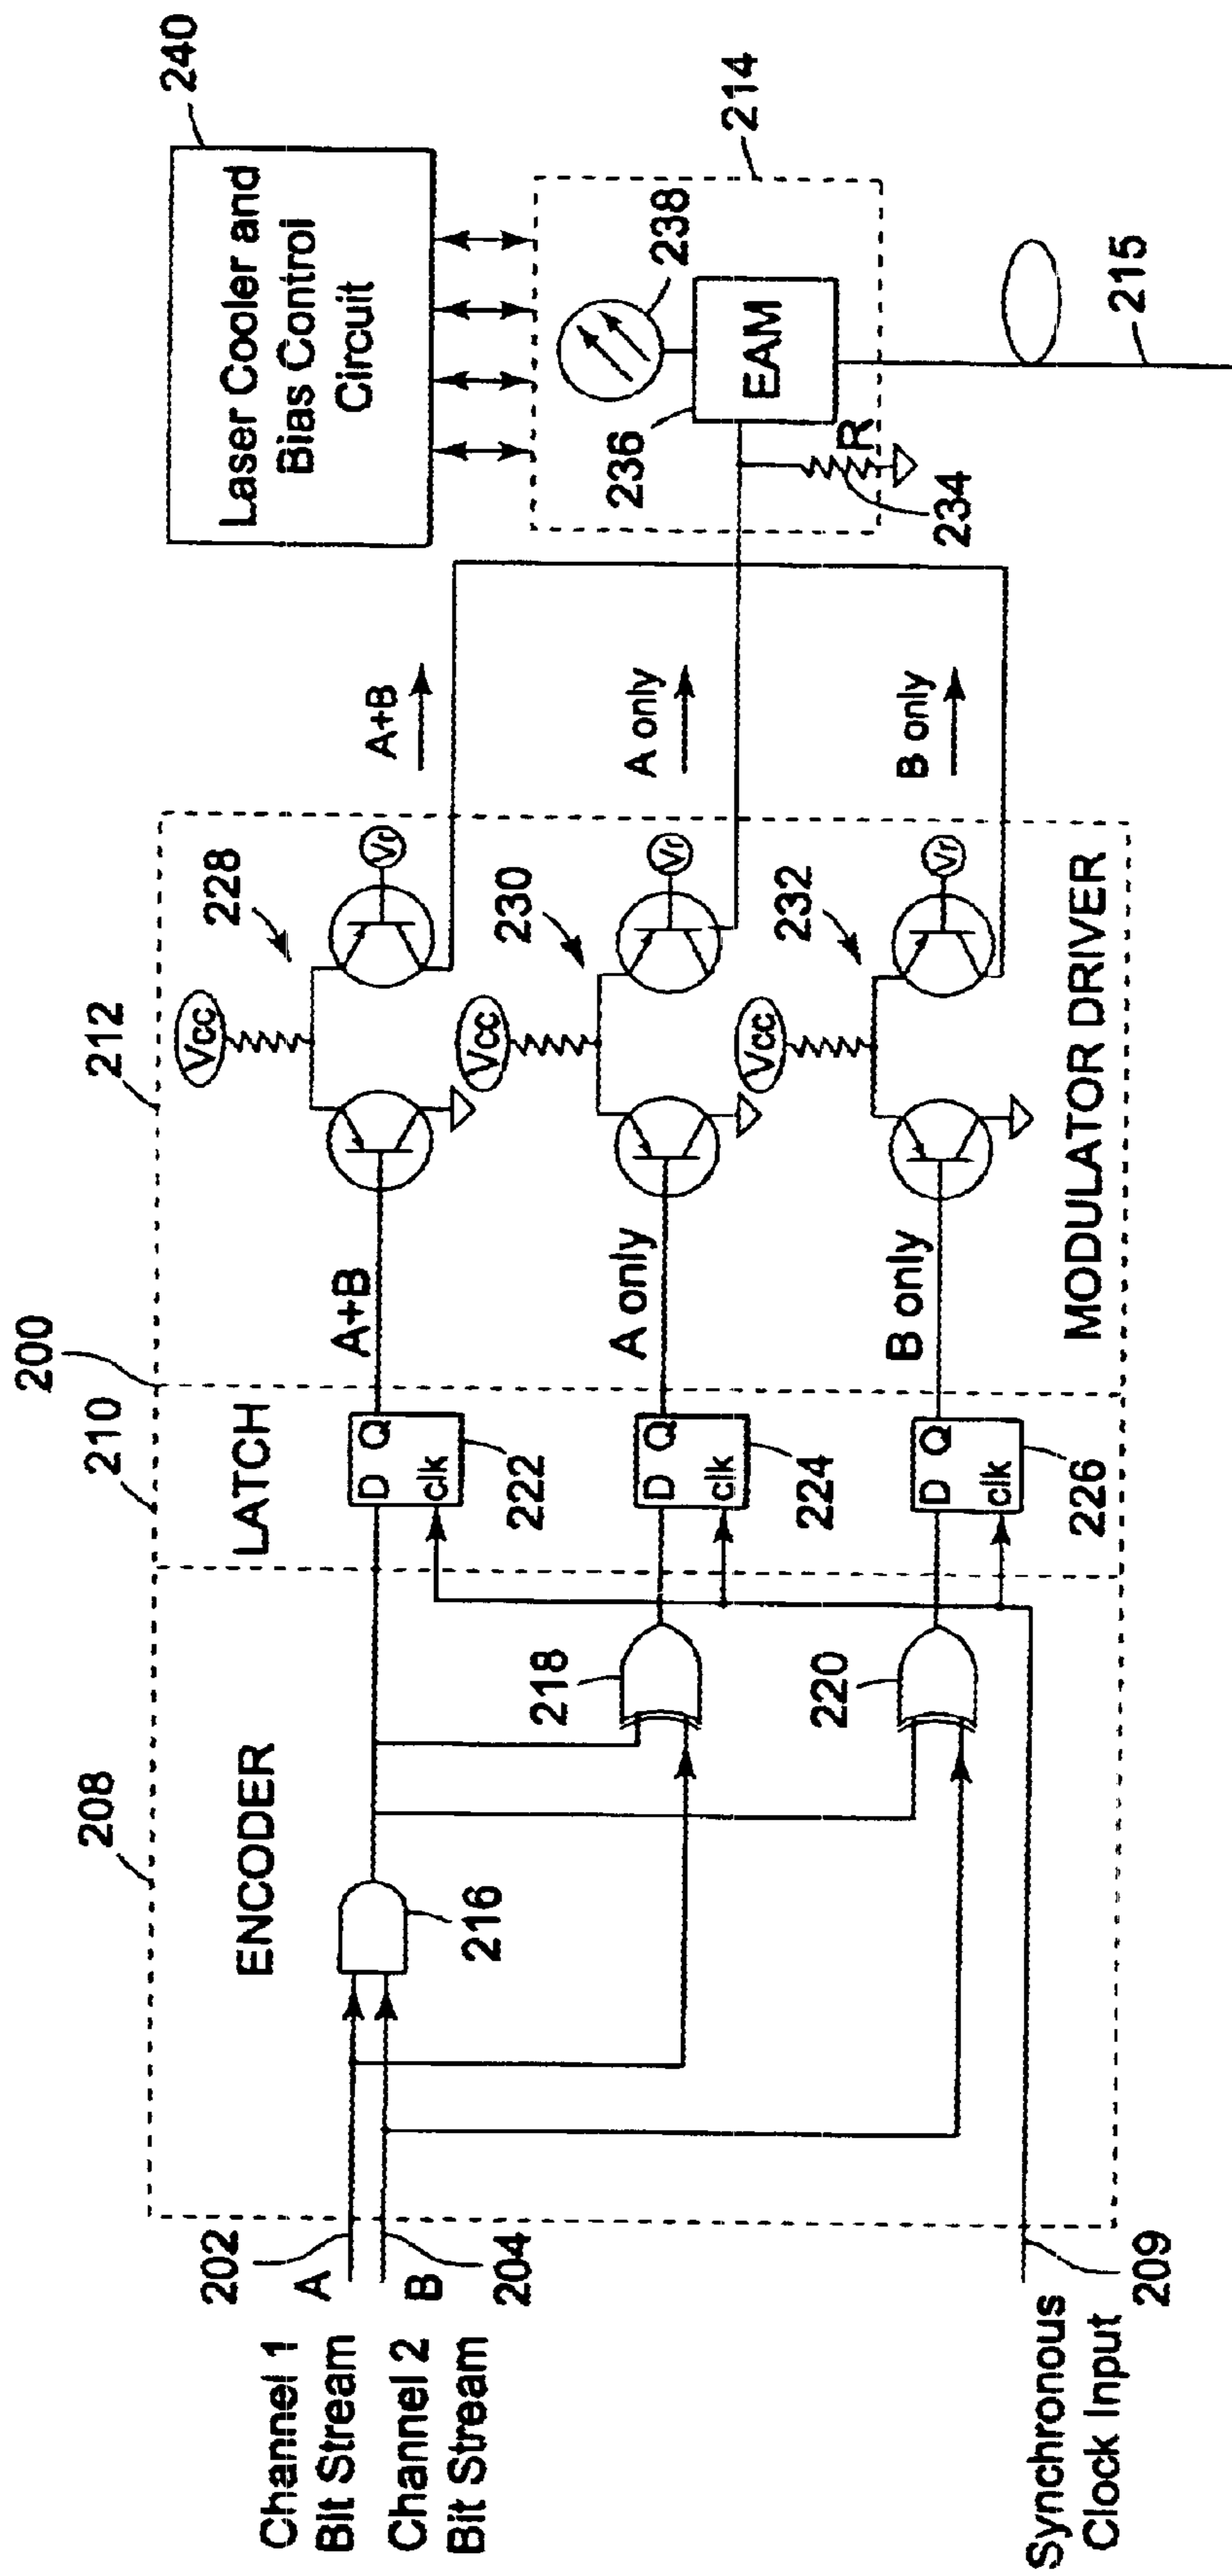 200
208
210
212
ENCODER
LATCH
MODULATOR DRIVER
202
A
Channel 1
Bit Stream
B
204
Channel 2
Bit Stream
Synchronous
Clock Input
209
216
218
220
D Q
clk
222
D Q
clk
224
D Q
clk
226
A+B
A only
B only
Vcc
228
Vr
Vcc
230
Vr
Vcc
232
Vr
A+B
A only
B only
240
Laser Cooler and
Bias Control
Circuit
214
238
236
EAM
R
234
215